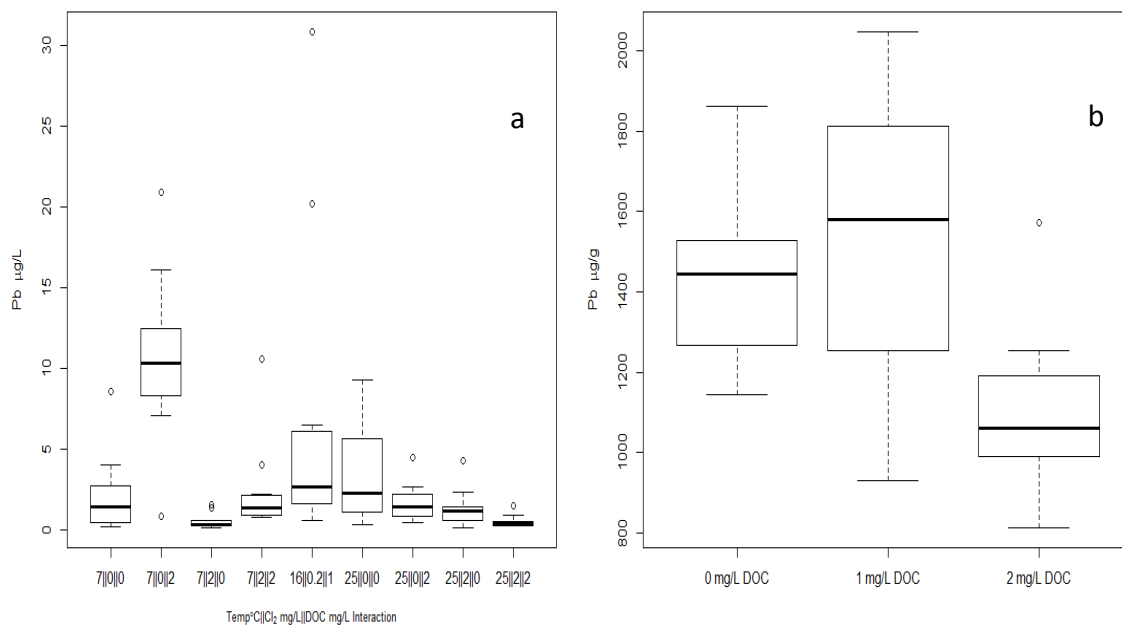 a
Pb µg/L
30
25
20
15
10
5
0
7||0||0 7||0||2 7||2||0 7||2||2 16||0.2||1 25||0||0 25||0||2 25||2||0 25||2||2
Temp°C||Cl₂ mg/L||DOC mg/L Interaction
b
Pb µg/g
2000
1800
1600
1400
1200
1000
800
0 mg/L DOC 1 mg/L DOC 2 mg/L DOC